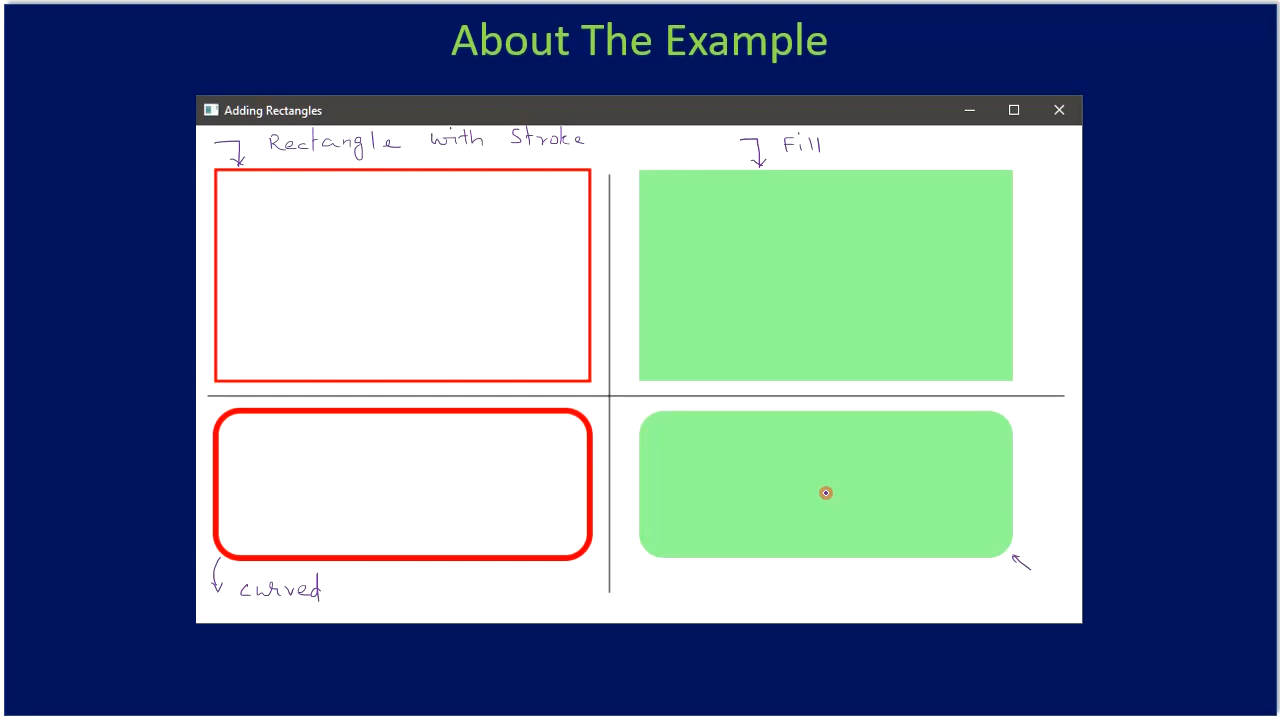 About The Example
Adding Rectangles
Rectangle with Stroke
Fill
curved